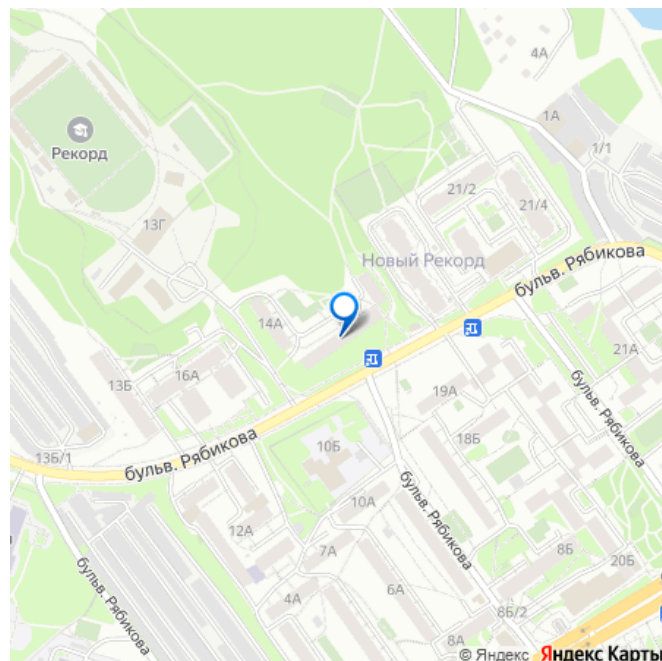 4А
1А
1/1
Рекорд
21/2
21/4
13Г
Новый Рекорд
бульв. Рябикова
14А
21А
13Б
16А
19А
бульв. Рябикова
18Б
10Б
13Б/1
бульв. Рябикова
бульв. Рябикова
10А
12А
7А
8Б
20Б
бульв. Рябикова
6А
4А
8Б/2
8А
© Яндекс Яндекс Карты